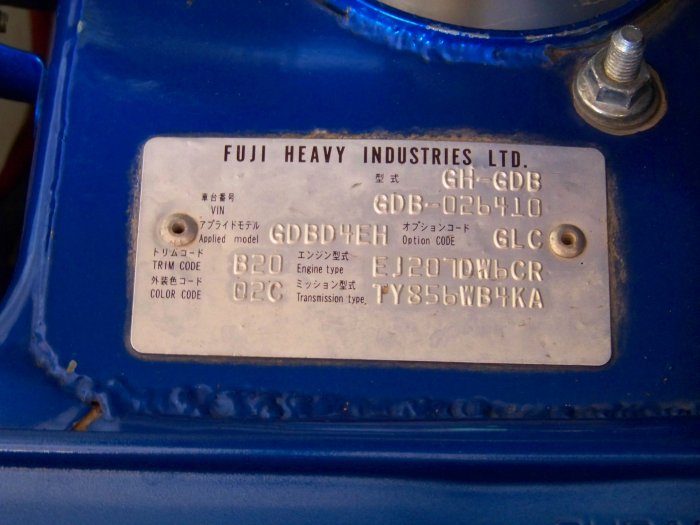 FUJI HEAVY INDUSTRIES LTD.
型式 GH-GDB
車台番号 VIN GDB-026410
アプライドモデル Applied model GDBD4EH オプションコード Option CODE GLC
トリムコード TRIM CODE B20 エンジン型式 Engine type EJ207DW6CR
外装色コード COLOR CODE 02C ミッション型式 Transmission type TY856WB4KA